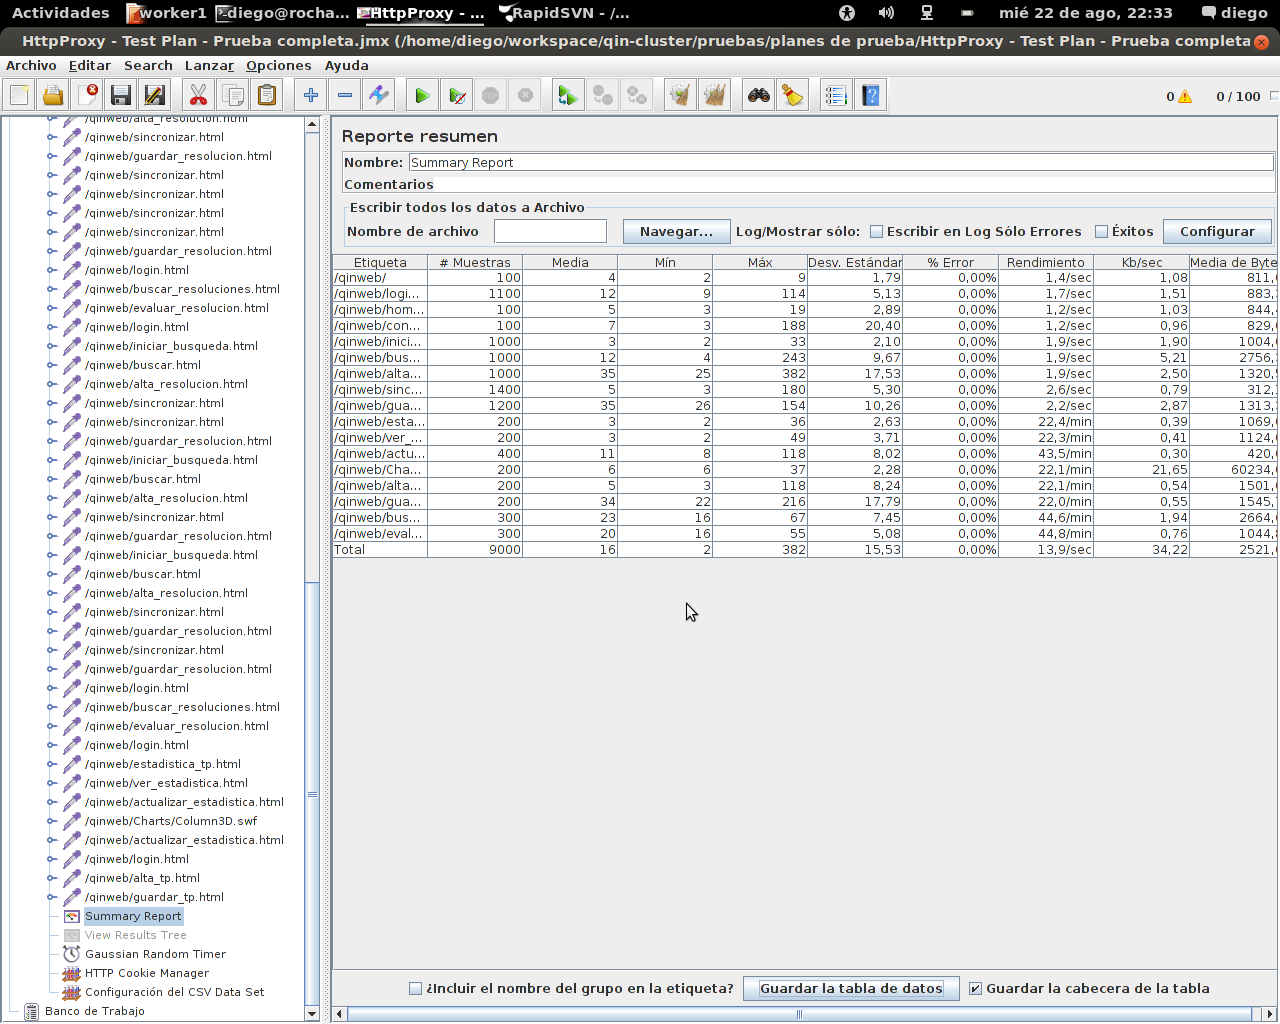 Actividades worker1 diego@rocha... HttpProxy - ... RapidSVN - /... mié 22 de ago, 22:33 diego
HttpProxy - Test Plan - Prueba completa.jmx (/home/diego/workspace/qin-cluster/pruebas/planes de prueba/HttpProxy - Test Plan - Prueba completa
Archivo Editar Search Lanzar Opciones Ayuda
0 0 / 100
/qinweb/alta_resolucion.html
/qinweb/sincronizar.html
/qinweb/guardar_resolucion.html
/qinweb/sincronizar.html
/qinweb/sincronizar.html
/qinweb/sincronizar.html
/qinweb/sincronizar.html
/qinweb/guardar_resolucion.html
/qinweb/login.html
/qinweb/buscar_resoluciones.html
/qinweb/evaluar_resolucion.html
/qinweb/login.html
/qinweb/iniciar_busqueda.html
/qinweb/buscar.html
/qinweb/alta_resolucion.html
/qinweb/sincronizar.html
/qinweb/sincronizar.html
/qinweb/guardar_resolucion.html
/qinweb/iniciar_busqueda.html
/qinweb/buscar.html
/qinweb/alta_resolucion.html
/qinweb/sincronizar.html
/qinweb/guardar_resolucion.html
/qinweb/iniciar_busqueda.html
/qinweb/buscar.html
/qinweb/alta_resolucion.html
/qinweb/sincronizar.html
/qinweb/guardar_resolucion.html
/qinweb/sincronizar.html
/qinweb/guardar_resolucion.html
/qinweb/login.html
/qinweb/buscar_resoluciones.html
/qinweb/evaluar_resolucion.html
/qinweb/login.html
/qinweb/estadistica_tp.html
/qinweb/ver_estadistica.html
/qinweb/actualizar_estadistica.html
/qinweb/Charts/Column3D.swf
/qinweb/actualizar_estadistica.html
/qinweb/login.html
/qinweb/alta_tp.html
/qinweb/guardar_tp.html
Summary Report
View Results Tree
Gaussian Random Timer
HTTP Cookie Manager
Configuración del CSV Data Set
Banco de Trabajo
Reporte resumen
Nombre: Summary Report
Comentarios
Escribir todos los datos a Archivo
Nombre de archivo Navegar... Log/Mostrar sólo: Escribir en Log Sólo Errores Éxitos Configurar
Etiqueta # Muestras Media Mín Máx Desv. Estándar % Error Rendimiento Kb/sec Media de Byte
/qinweb/ 100 4 2 9 1,79 0,00% 1,4/sec 1,08 811,
/qinweb/logi... 1100 12 9 114 5,13 0,00% 1,7/sec 1,51 883,
/qinweb/hom... 100 5 3 19 2,89 0,00% 1,2/sec 1,03 844,
/qinweb/con... 100 7 3 188 20,40 0,00% 1,2/sec 0,96 829,
/qinweb/inici... 1000 3 2 33 2,10 0,00% 1,9/sec 1,90 1004,
/qinweb/bus... 1000 12 4 243 9,67 0,00% 1,9/sec 5,21 2756,
/qinweb/alta... 1000 35 25 382 17,53 0,00% 1,9/sec 2,50 1320,
/qinweb/sinc... 1400 5 3 180 5,30 0,00% 2,6/sec 0,79 312,
/qinweb/gua... 1200 35 26 154 10,26 0,00% 2,2/sec 2,87 1313,
/qinweb/esta... 200 3 2 36 2,63 0,00% 22,4/min 0,39 1069,
/qinweb/ver_... 200 3 2 49 3,71 0,00% 22,3/min 0,41 1124,
/qinweb/actu... 400 11 8 118 8,02 0,00% 43,5/min 0,30 420,
/qinweb/Cha... 200 6 6 37 2,28 0,00% 22,1/min 21,65 60234,
/qinweb/alta... 200 5 3 118 8,24 0,00% 22,1/min 0,54 1501,
/qinweb/gua... 200 34 22 216 17,79 0,00% 22,0/min 0,55 1545,
/qinweb/bus... 300 23 16 67 7,45 0,00% 44,6/min 1,94 2664,
/qinweb/eval... 300 20 16 55 5,08 0,00% 44,8/min 0,76 1044,
Total 9000 16 2 382 15,53 0,00% 13,9/sec 34,22 2521,
¿Incluir el nombre del grupo en la etiqueta? Guardar la tabla de datos Guardar la cabecera de la tabla